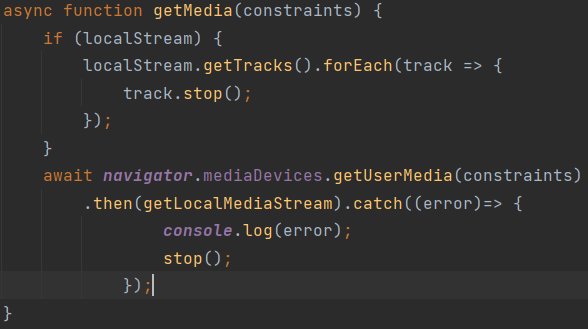 async function getMedia(constraints) {
    if (localStream) {
        localStream.getTracks().forEach(track => {
            track.stop();
        });
    }
    await navigator.mediaDevices.getUserMedia(constraints)
        .then(getLocalMediaStream).catch((error)=> {
                console.log(error);
                stop();
            });
}